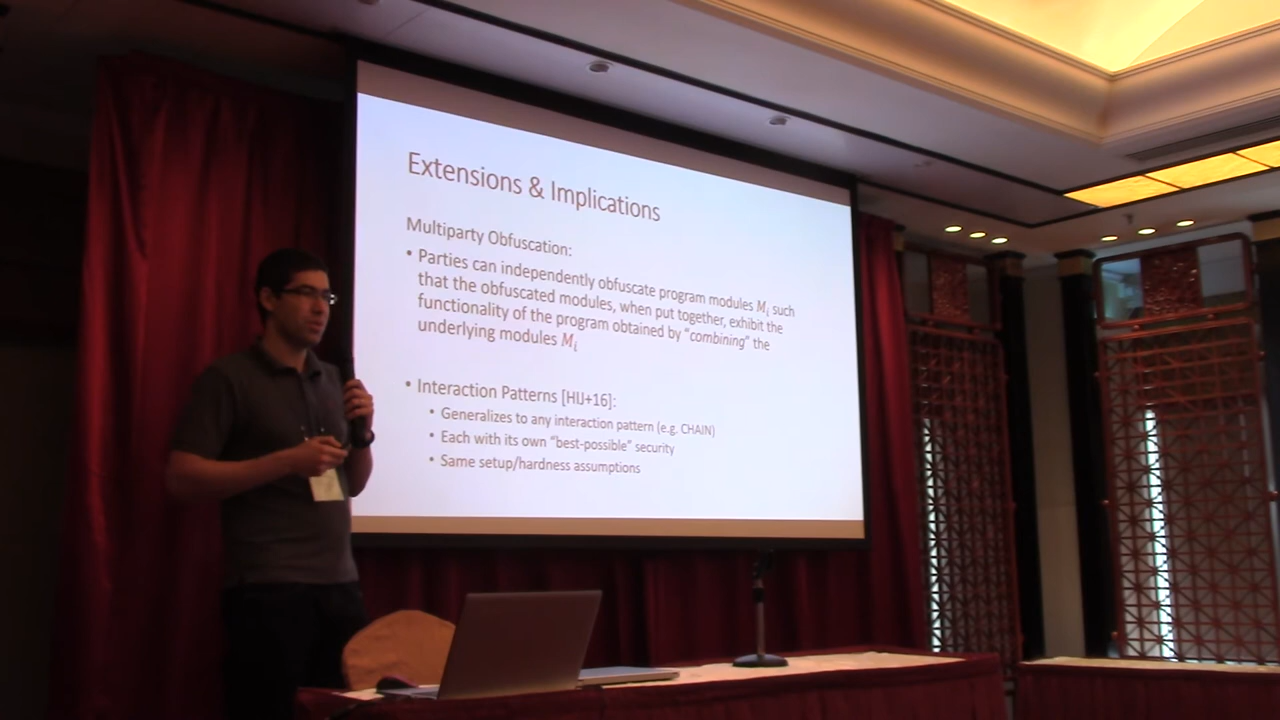 Extensions & Implications
Multiparty Obfuscation:
• Parties can independently obfuscate program modules Mi such
that the obfuscated modules, when put together, exhibit the
functionality of the program obtained by "combining" the
underlying modules Mi
• Interaction Patterns [HIJ+16]:
• Generalizes to any interaction pattern (e.g. CHAIN)
• Each with its own "best-possible" security
• Same setup/hardness assumptions